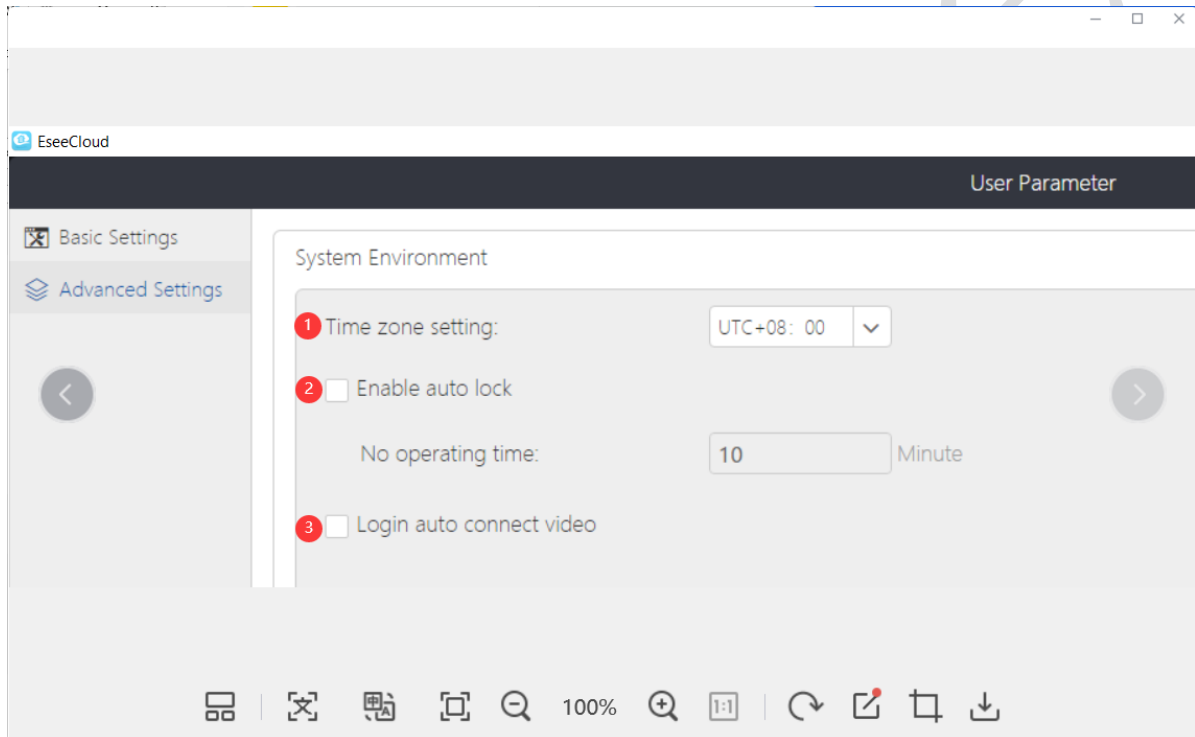 EseeCloud
User Parameter
Basic Settings
Advanced Settings
System Environment
1 Time zone setting: UTC+08: 00
2 Enable auto lock
No operating time: 10 Minute
3 Login auto connect video
100% 1:1